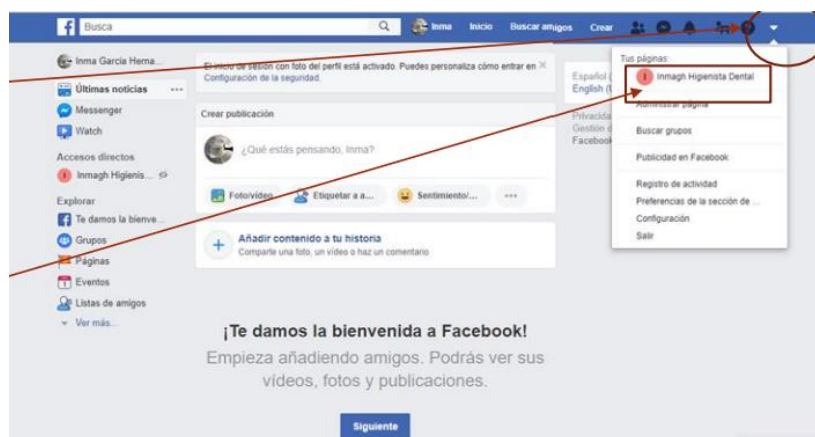 Busca
Inma
Inicio
Buscar amigos
Crear
Inma García Herna...
Últimas noticias
Messenger
Watch
Accesos directos
Inmagh Higienis...
Explorar
Te damos la bienve...
Grupos
Páginas
Eventos
Listas de amigos
Ver más...
El inicio de sesión con foto del perfil está activado. Puedes personaliza cómo entrar en
Configuración de la seguridad.
Crear publicación
¿Qué estás pensando, Inma?
Foto/vídeo
Etiquetar a a...
Sentimiento/...
Añadir contenido a tu historia
Comparte una foto, un vídeo o haz un comentario
¡Te damos la bienvenida a Facebook!
Empieza añadiendo amigos. Podrás ver sus
vídeos, fotos y publicaciones.
Siguiente
Español (
English (U
Privacida
Gestión d
Facebook
Tus páginas:
Inmagh Higienista Dental
Administrar página
Buscar grupos
Publicidad en Facebook
Registro de actividad
Preferencias de la sección de ...
Configuración
Salir